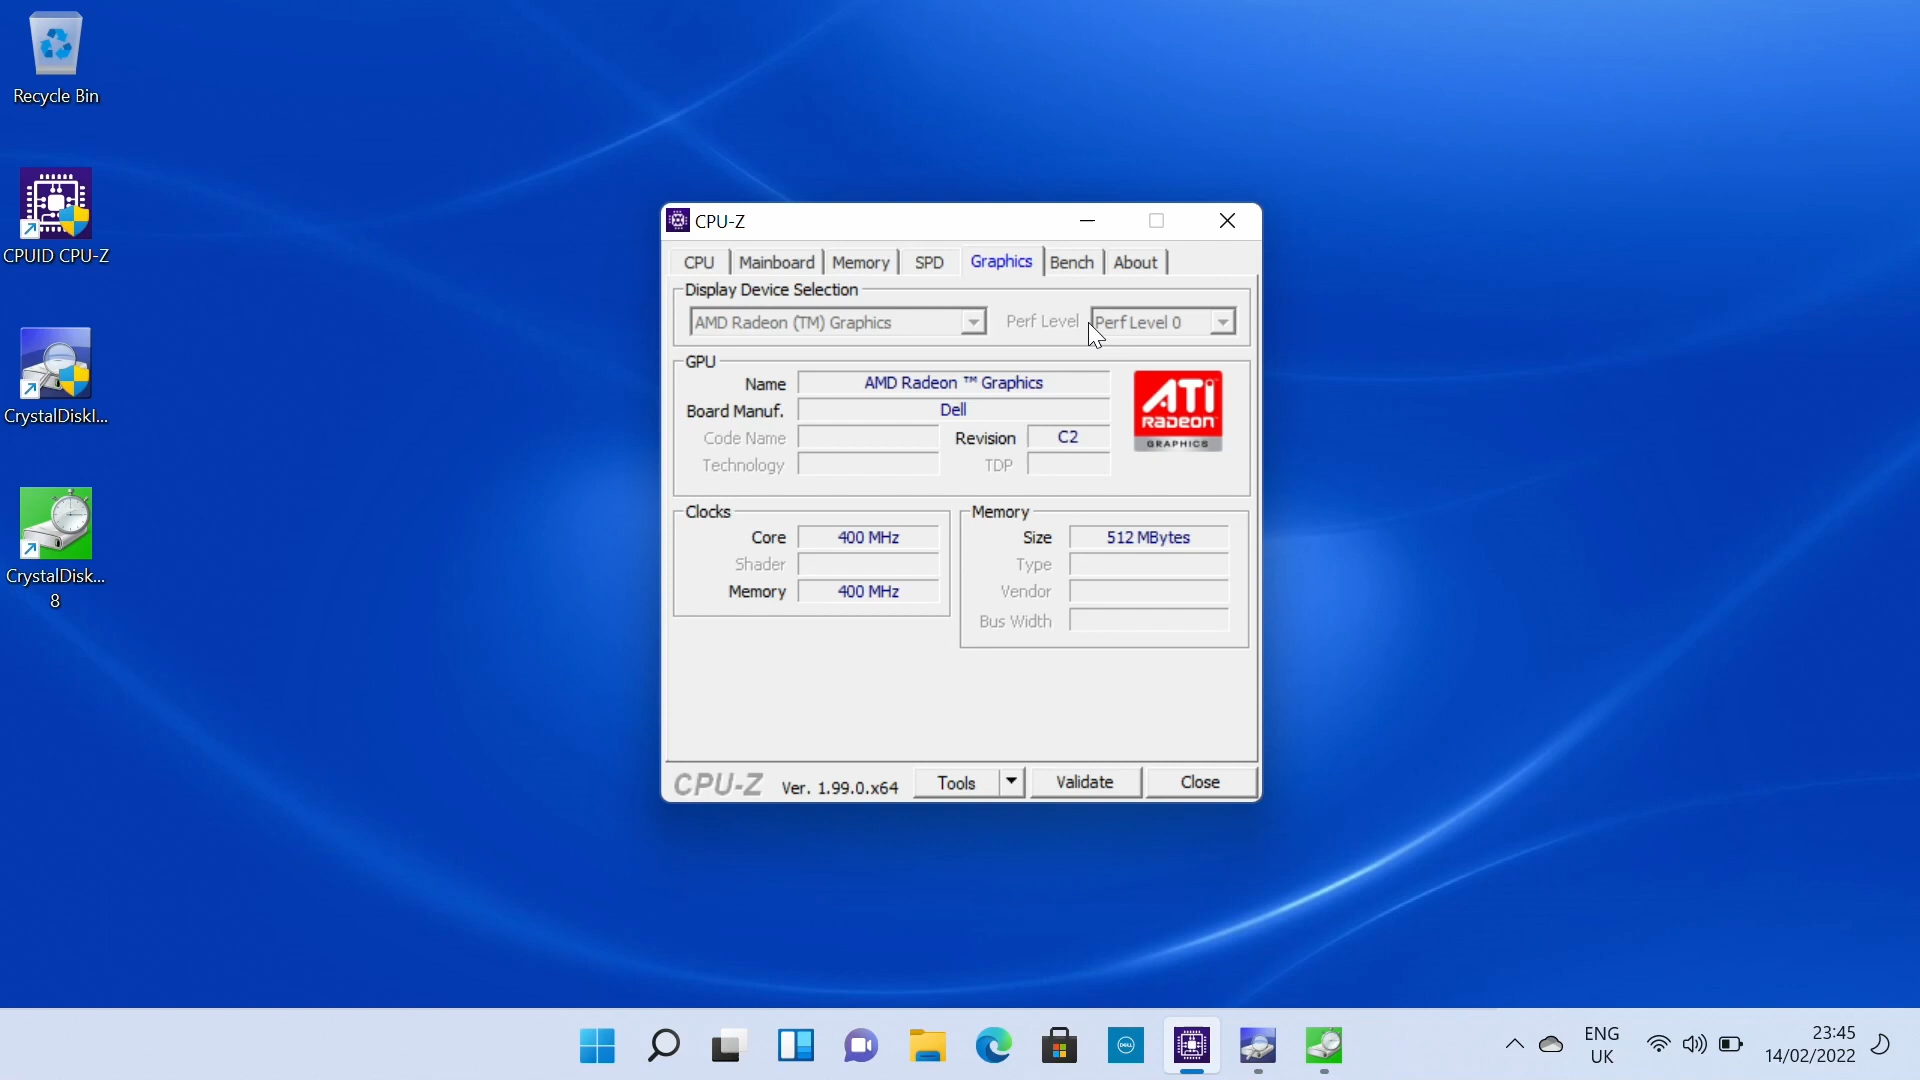 Recycle Bin
CPUID CPU-Z
CrystalDiskI...
CrystalDisk...
8
CPU-Z
CPU Mainboard Memory SPD Graphics Bench About
Display Device Selection
AMD Radeon (TM) Graphics Perf Level Perf Level 0
GPU
Name AMD Radeon ™ Graphics
Board Manuf. Dell
Code Name Revision C2
Technology TDP
ATI
RADEON
GRAPHICS
Clocks
Core 400 MHz
Shader
Memory 400 MHz
Memory
Size 512 MBytes
Type
Vendor
Bus Width
CPU-Z Ver. 1.99.0.x64 Tools Validate Close
DELL
ENG
UK
23:45
14/02/2022